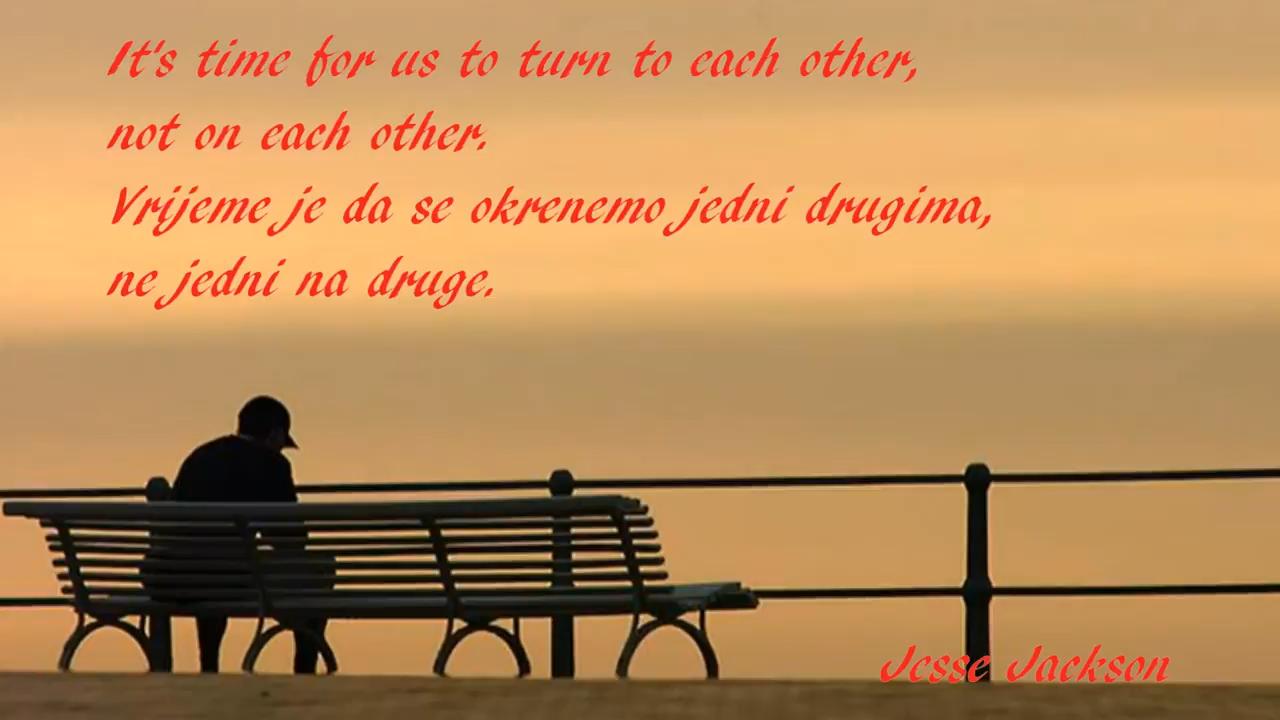 It's time for us to turn to each other,
not on each other.
Vrijeme je da se okrenemo jedni drugima,
ne jedni na druge.
Jesse Jackson